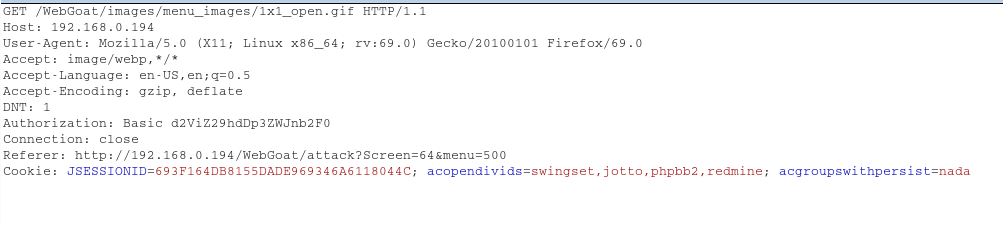 GET /WebGoat/images/menu_images/1x1_open.gif HTTP/1.1
Host: 192.168.0.194
User-Agent: Mozilla/5.0 (X11; Linux x86_64; rv:69.0) Gecko/20100101 Firefox/69.0
Accept: image/webp,*/*
Accept-Language: en-US,en;q=0.5
Accept-Encoding: gzip, deflate
DNT: 1
Authorization: Basic d2ViZ29hdDp3ZWJnb2F0
Connection: close
Referer: http://192.168.0.194/WebGoat/attack?Screen=64&menu=500
Cookie: JSESSIONID=693F164DB8155DADE969346A6118044C; acopendivids=swingset,jotto,phpbb2,redmine; acgroupswithpersist=nada